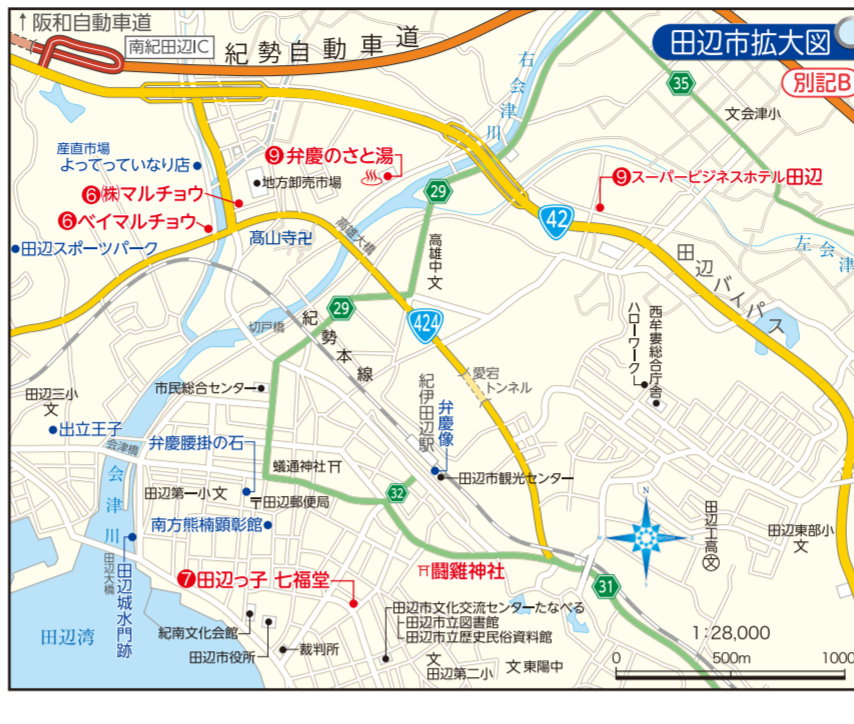 ↑阪和自動車道
南紀田辺IC
紀勢自動車道
右会津川
田辺市拡大図
別記B
35
文会津小
産直市場
よってっていなり店
❾弁慶のさと湯
地方卸売市場
❻㈱マルチョウ
❻ベイマルチョウ
29
❾スーパービジネスホテル田辺
42
田辺スポーツパーク
髙山寺卍
高雄大橋
高雄中文
田辺バイパス
左会津
切戸橋
29
紀勢本線
424
西牟婁総合庁舎
ハローワーク
愛宕
トンネル
田辺三小
文
市民総合センター
紀伊田辺駅
弁慶像
出立王子
会津橋
弁慶腰掛の石
蟻通神社
田辺市観光センター
会津川
田辺第一小文
〒田辺郵便局
32
N
W
E
S
田辺工高文
田辺東部小
文
南方熊楠顕彰館
田辺大橋
田辺城水門跡
闘雞神社
❼田辺っ子 七福堂
31
田辺湾
紀南文化会館
田辺市役所
裁判所
田辺市文化交流センターたなべる
田辺市立図書館
田辺市立歴史民俗資料館
文
田辺第二小
文東陽中
1:28,000
0
500m
1000